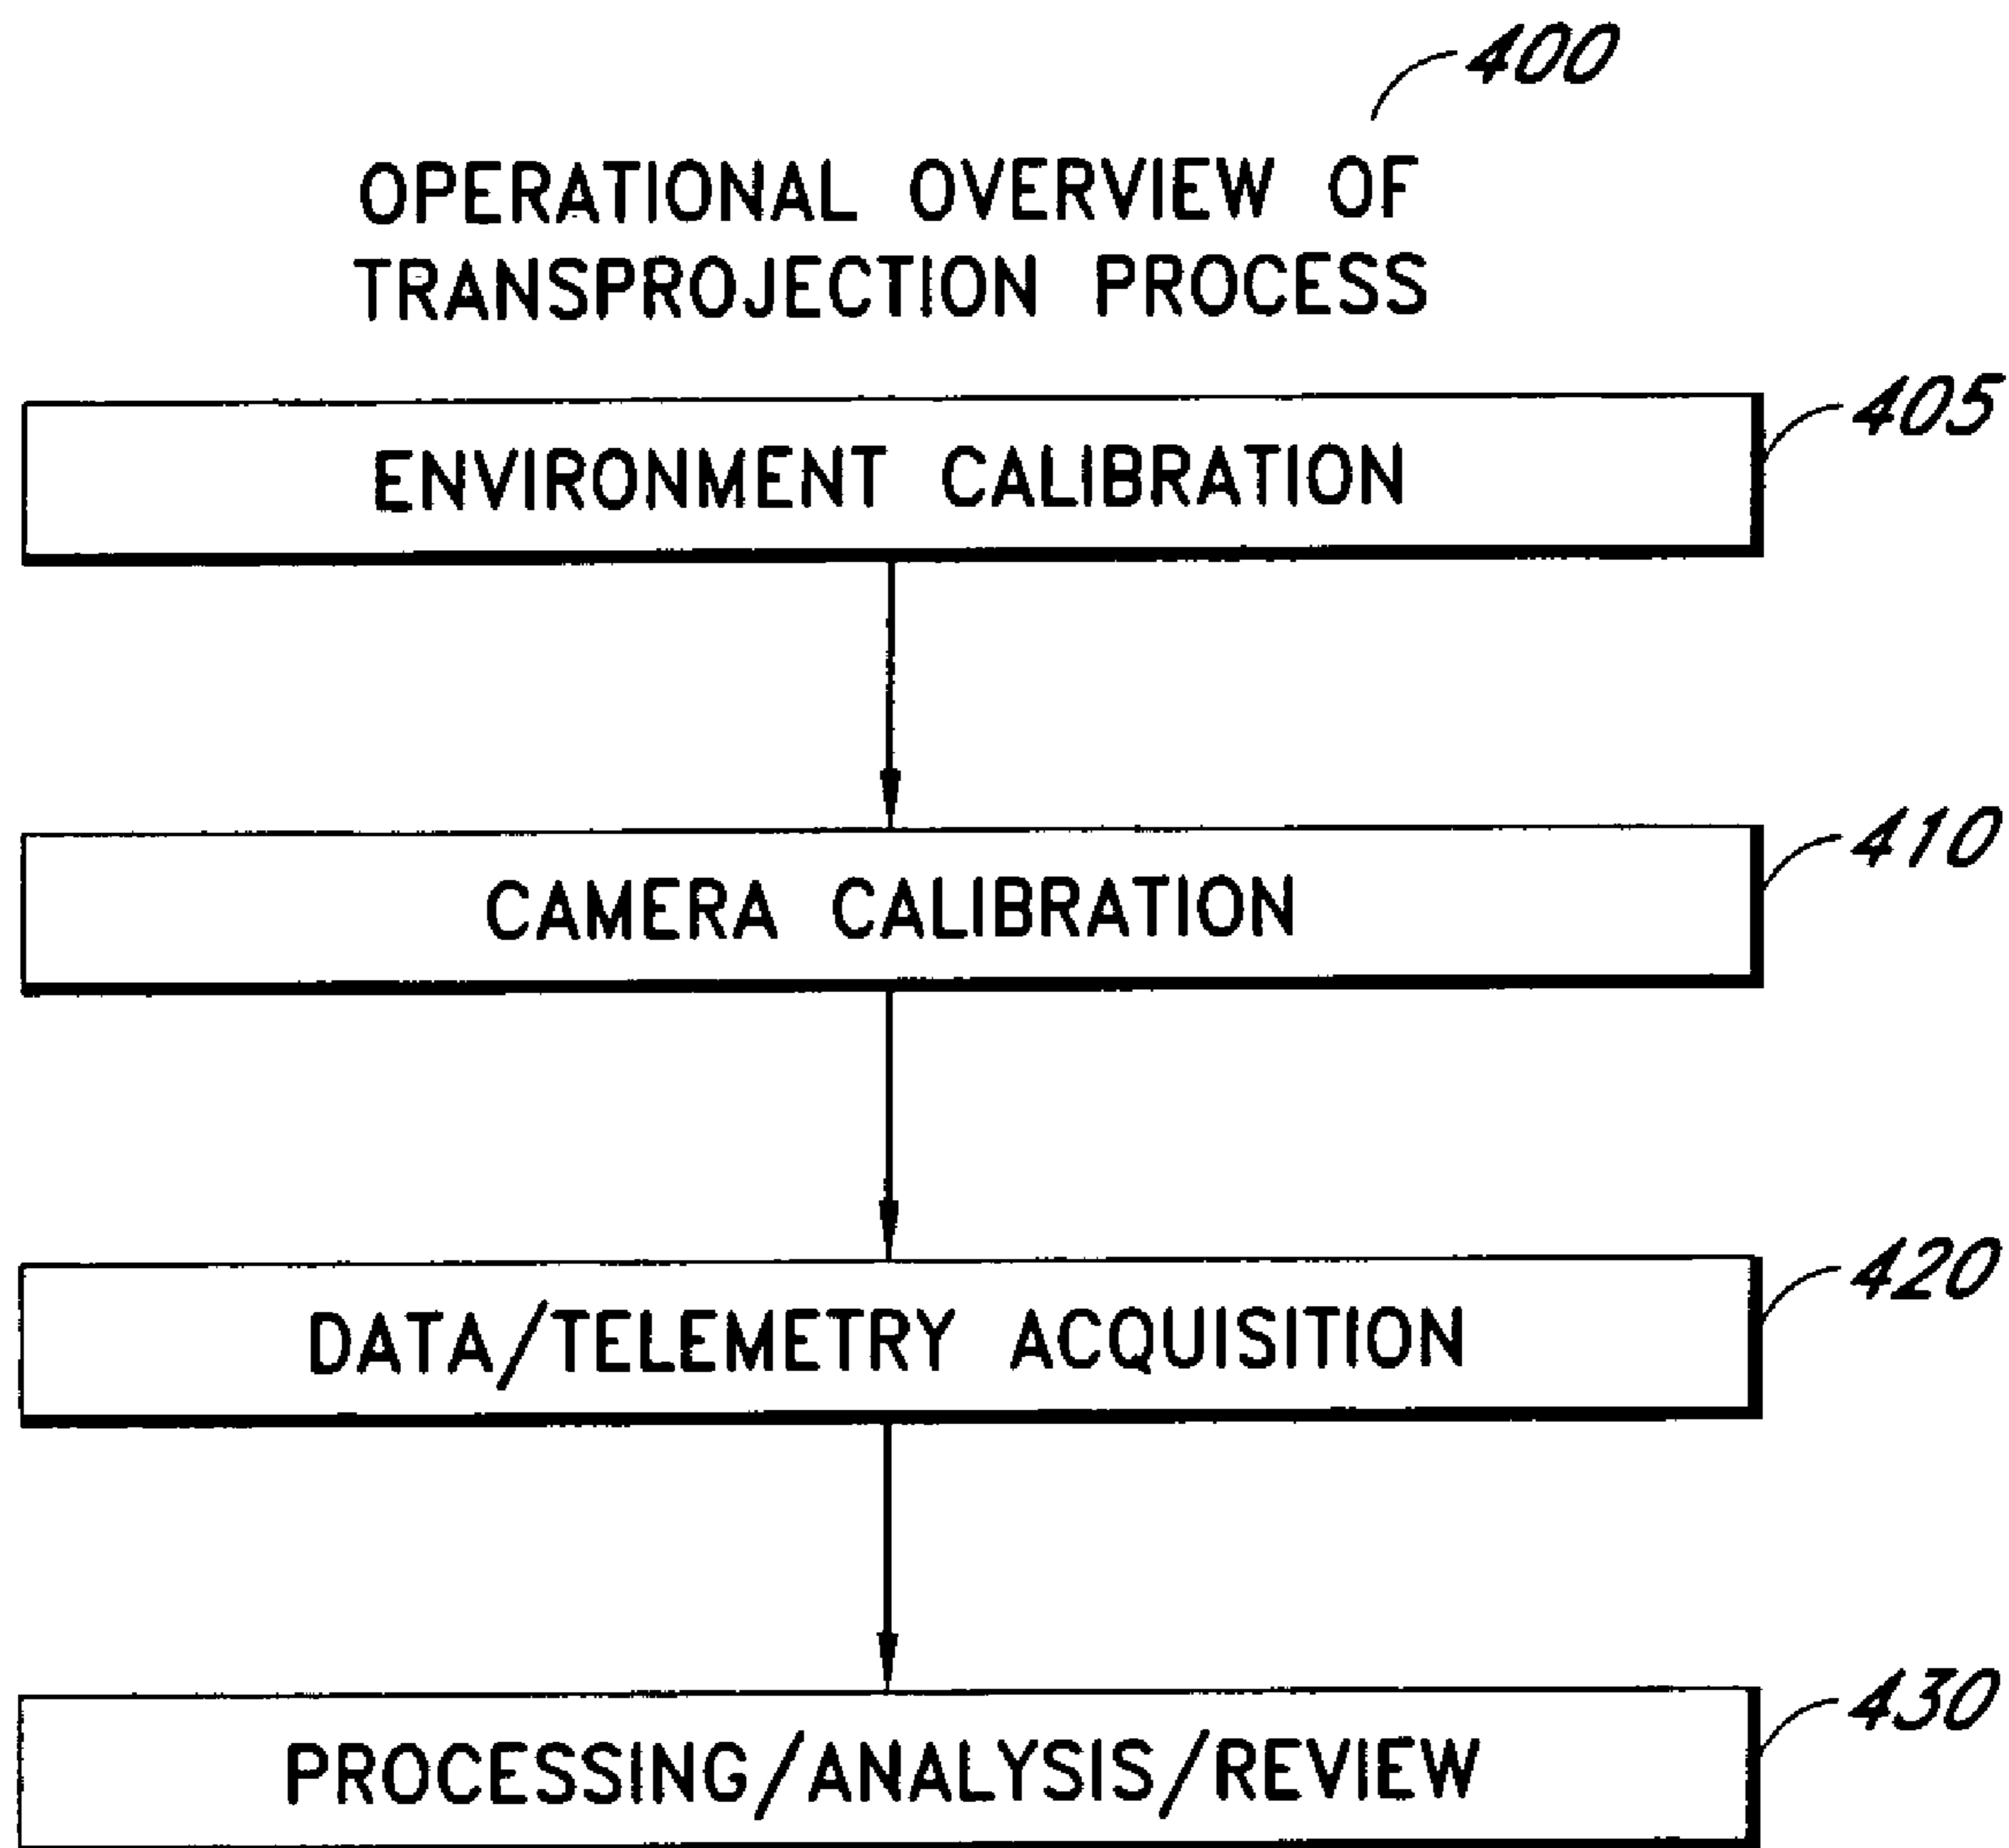 400
OPERATIONAL OVERVIEW OF
TRANSPROJECTION PROCESS
405
ENVIRONMENT CALIBRATION
410
CAMERA CALIBRATION
420
DATA/TELEMETRY ACQUISITION
430
PROCESSING/ANALYSIS/REVIEW